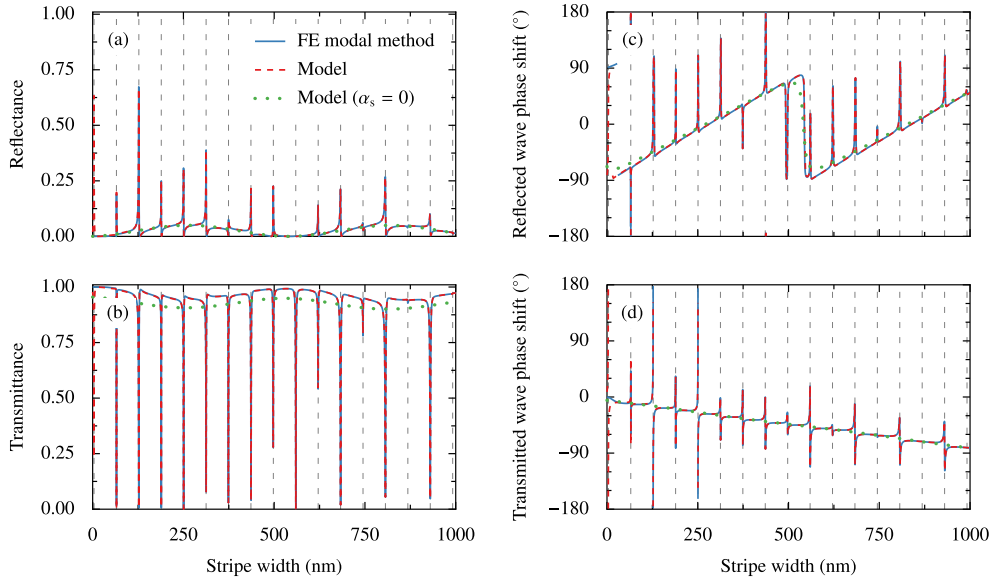 (a)
FE modal method
Model
Model (αs = 0)
1.00
0.75
0.50
0.25
0.00
Reflectance
(b)
1.00
0.75
0.50
0.25
0.00
Transmittance
0 250 500 750 1000
Stripe width (nm)
(c)
180
90
0
−90
−180
Reflected wave phase shift (°)
(d)
180
90
0
−90
−180
Transmitted wave phase shift (°)
0 250 500 750 1000
Stripe width (nm)